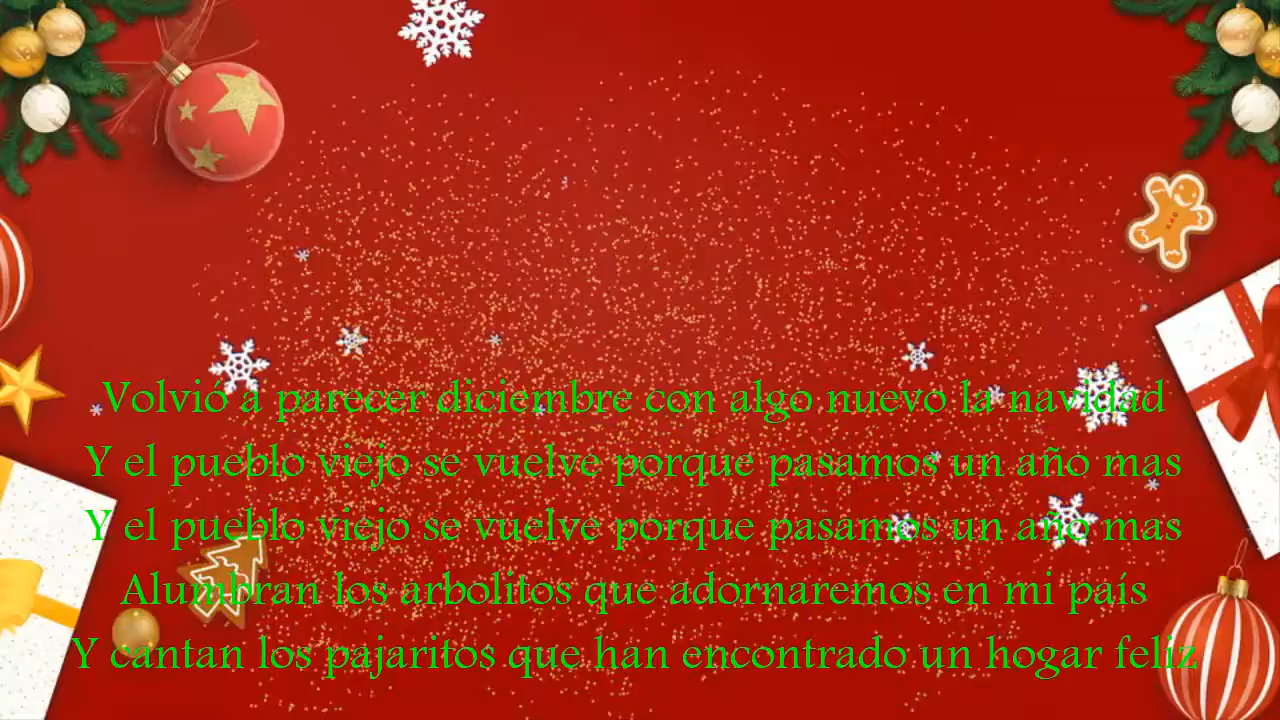 Volvió a parecer diciembre con algo nuevo la navidad
Y el pueblo viejo se vuelve porque pasamos un año mas
Y el pueblo viejo se vuelve porque pasamos un año mas
Alumbran los arbolitos que adornaremos en mi país
Y cantan los pajaritos que han encontrado un hogar feliz